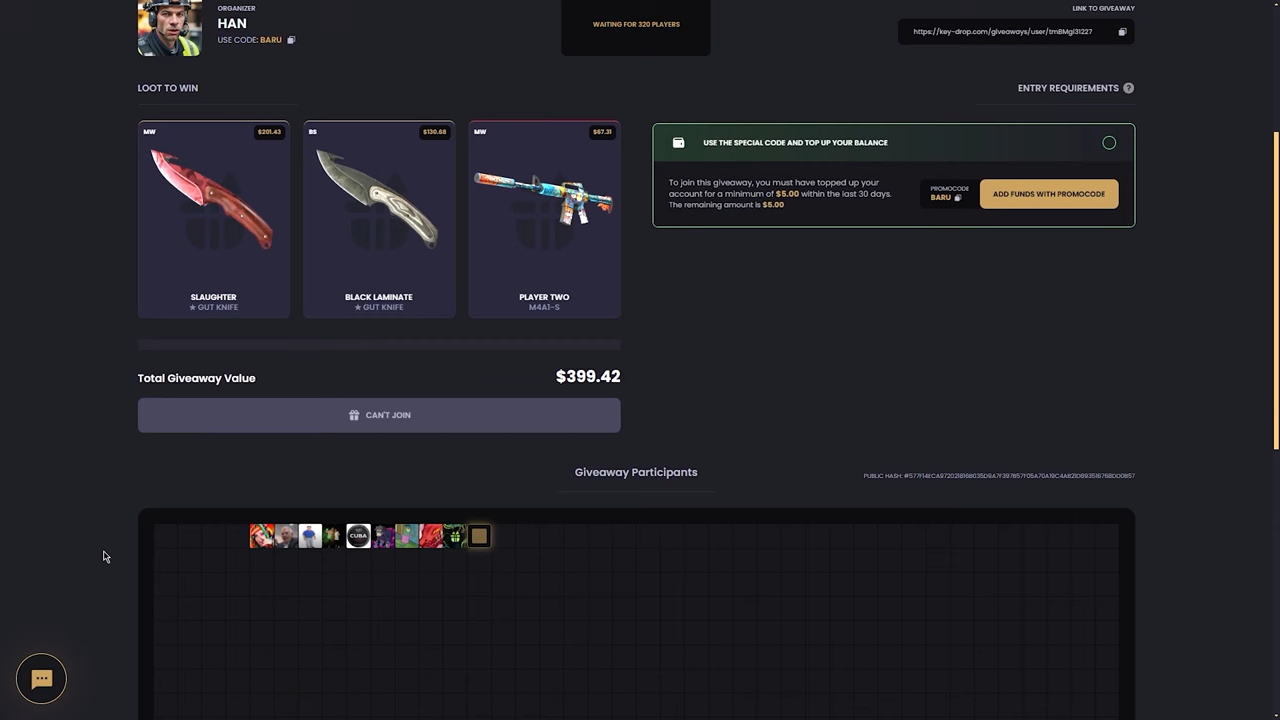 ORGANIZER
HAN
USE CODE: BARU
WAITING FOR 320 PLAYERS
LINK TO GIVEAWAY
https://key-drop.com/giveaways/user/tmBMgl31227
LOOT TO WIN
ENTRY REQUIREMENTS ?
MW
$201.43
BS
$130.68
MW
$67.31
SLAUGHTER
★ GUT KNIFE
BLACK LAMINATE
★ GUT KNIFE
PLAYER TWO
M4A1-S
USE THE SPECIAL CODE AND TOP UP YOUR BALANCE
To join this giveaway, you must have topped up your
account for a minimum of $5.00 within the last 30 days.
The remaining amount is $5.00
PROMOCODE
BARU
ADD FUNDS WITH PROMOCODE
Total Giveaway Value
$399.42
CAN'T JOIN
Giveaway Participants
PUBLIC HASH:
CUBA